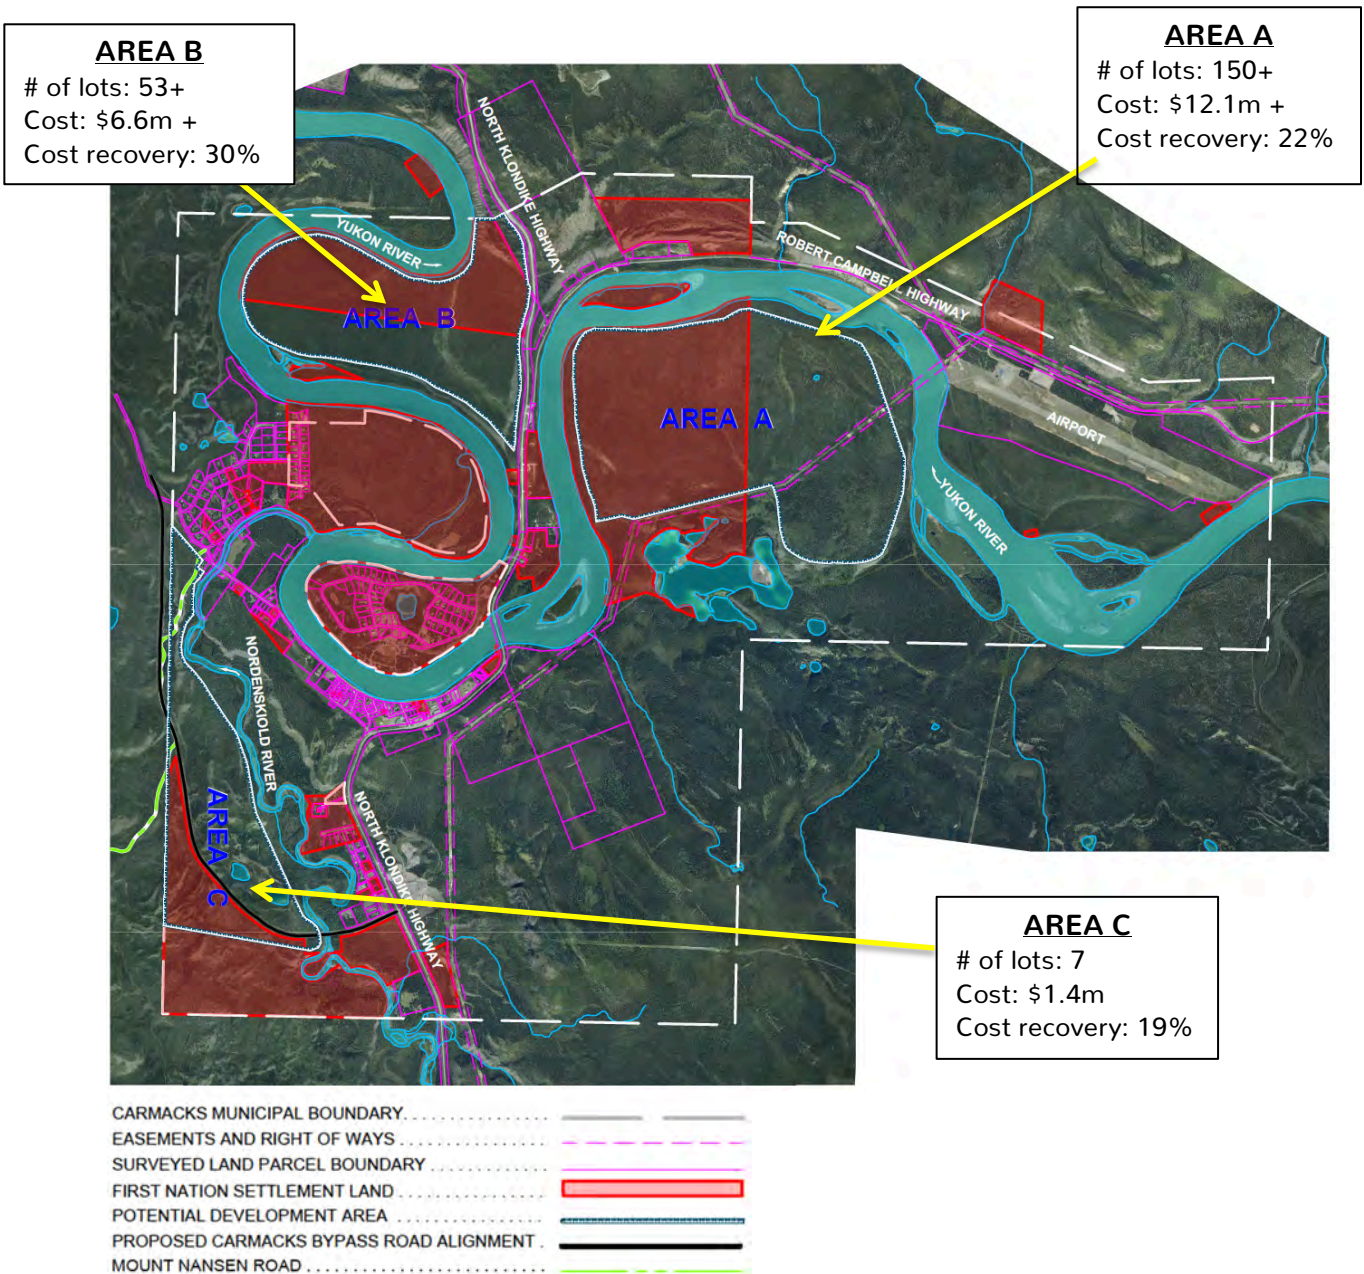 AREA B
# of lots: 53+
Cost: $6.6m +
Cost recovery: 30%
AREA A
# of lots: 150+
Cost: $12.1m +
Cost recovery: 22%
NORTH KLONDIKE HIGHWAY
YUKON RIVER
ROBERT CAMPBELL HIGHWAY
AREA B
AREA A
AIRPORT
YUKON RIVER
NORDENSKIOLD RIVER
AREA C
NORTH KLONDIKE HIGHWAY
AREA C
# of lots: 7
Cost: $1.4m
Cost recovery: 19%
CARMACKS MUNICIPAL BOUNDARY
EASEMENTS AND RIGHT OF WAYS
SURVEYED LAND PARCEL BOUNDARY
FIRST NATION SETTLEMENT LAND
POTENTIAL DEVELOPMENT AREA
PROPOSED CARMACKS BYPASS ROAD ALIGNMENT
MOUNT NANSEN ROAD